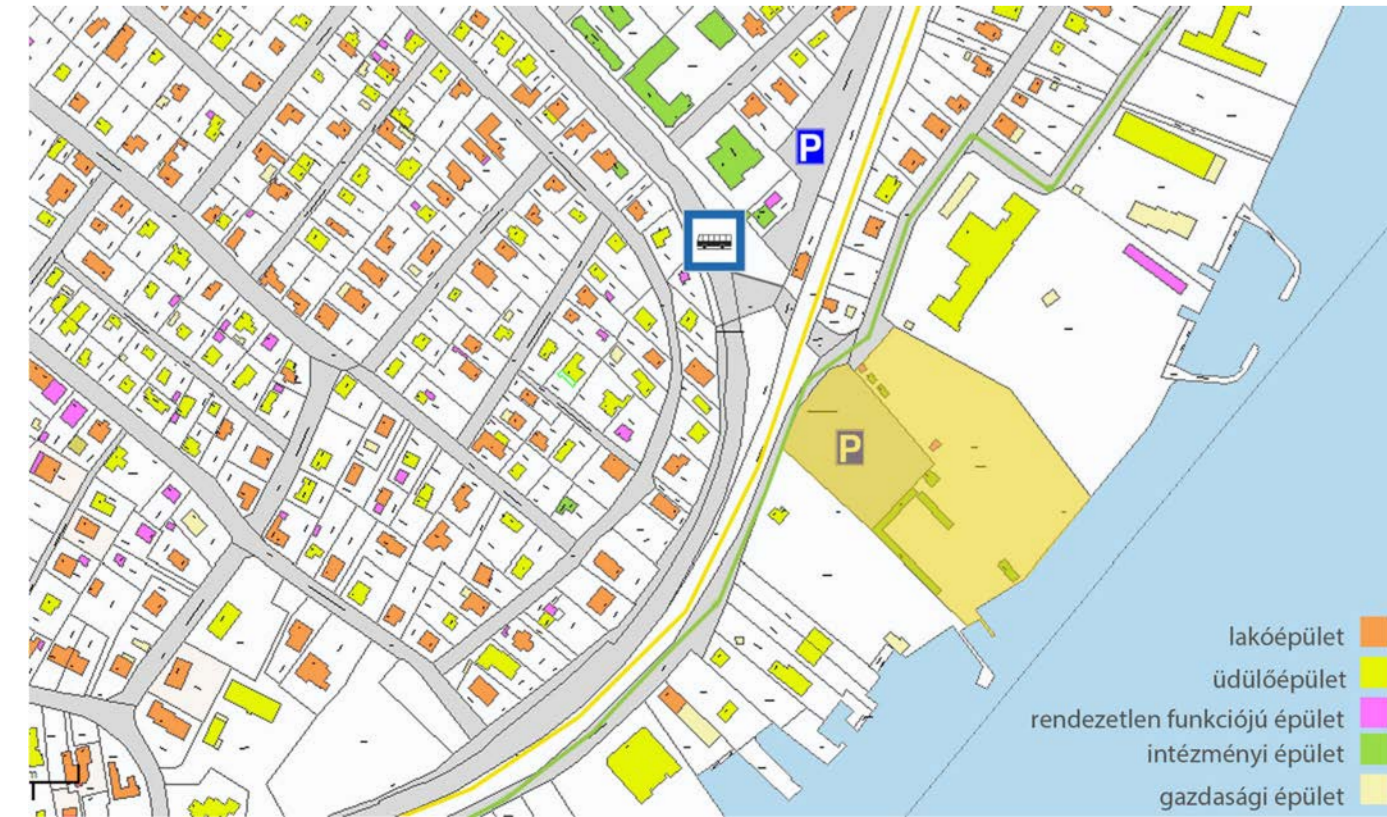 P
P
lakóépület
üdülőépület
rendezetlen funkciójú épület
intézményi épület
gazdasági épület